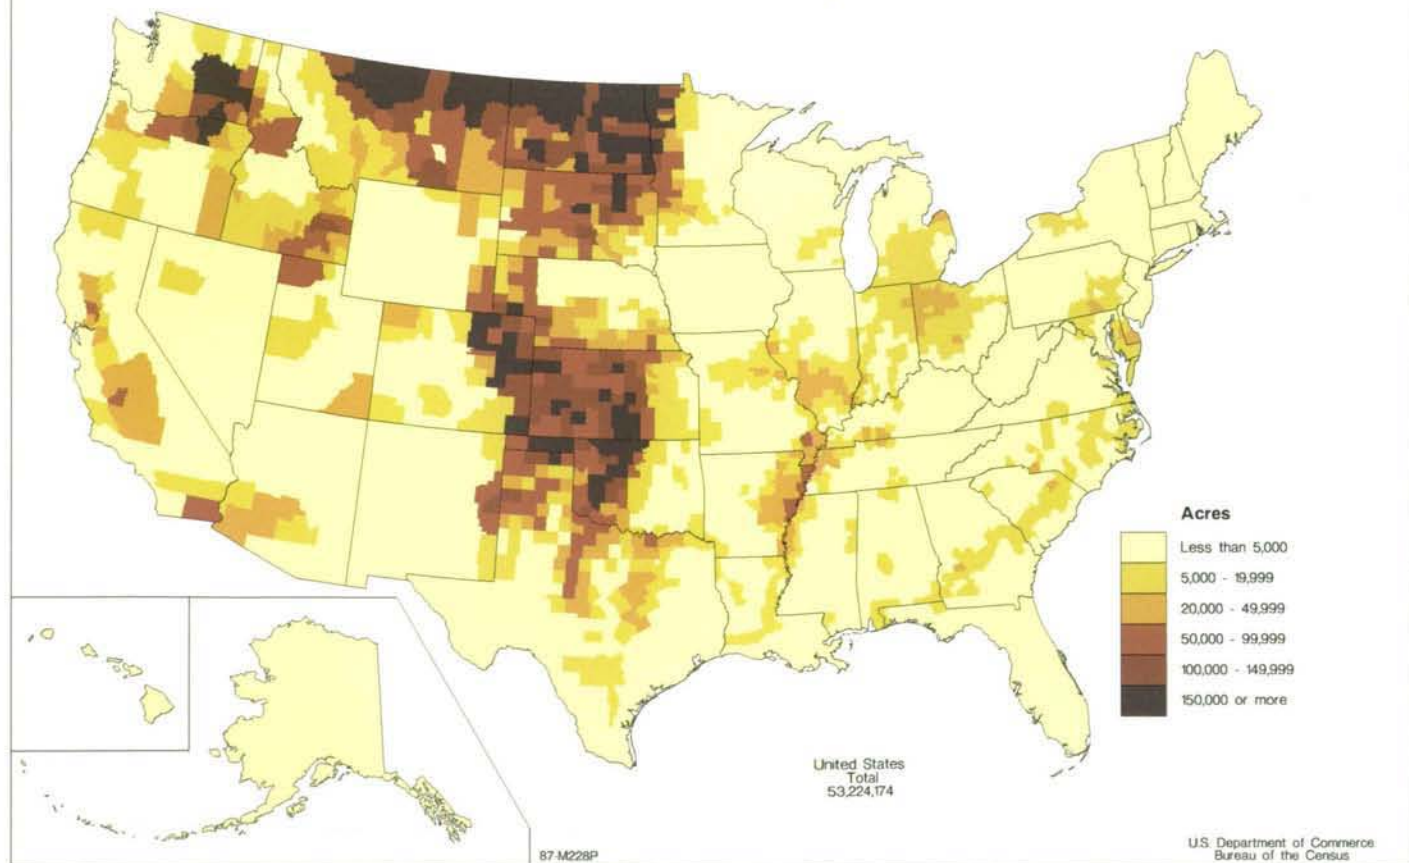 Acres
Less than 5,000
5,000 - 19,999
20,000 - 49,999
50,000 - 99,999
100,000 - 149,999
150,000 or more
United States
Total
53,224,174
87-M228P
U.S. Department of Commerce
Bureau of the Census